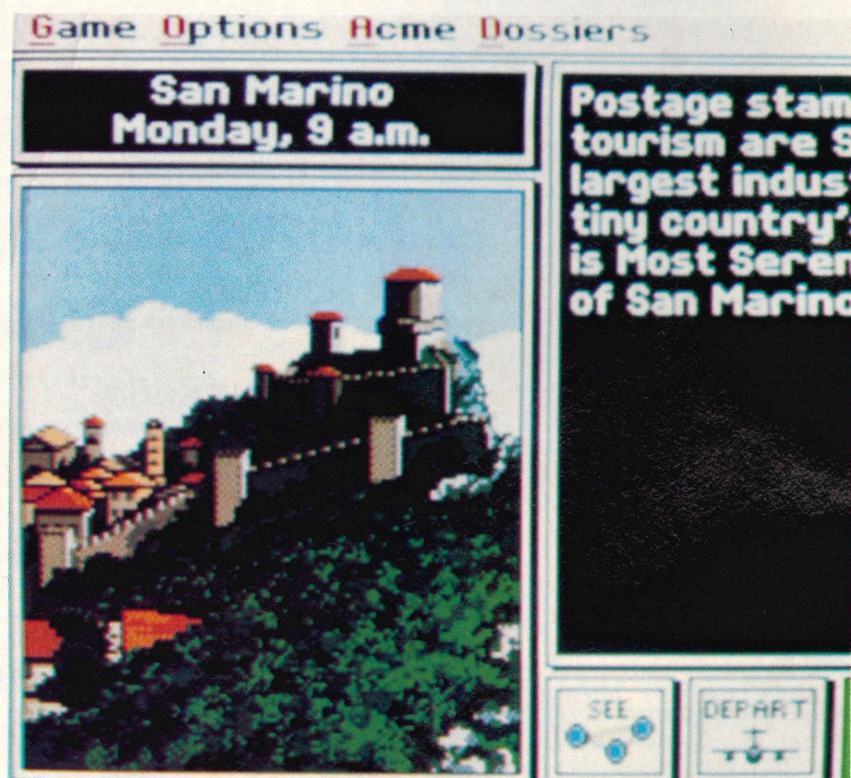 Game Options Acme Dossiers
San Marino
Monday, 9 a.m.
Postage stam
tourism are S
largest indus
tiny country's
is Most Seren
of San Marino
SEE
DEPART